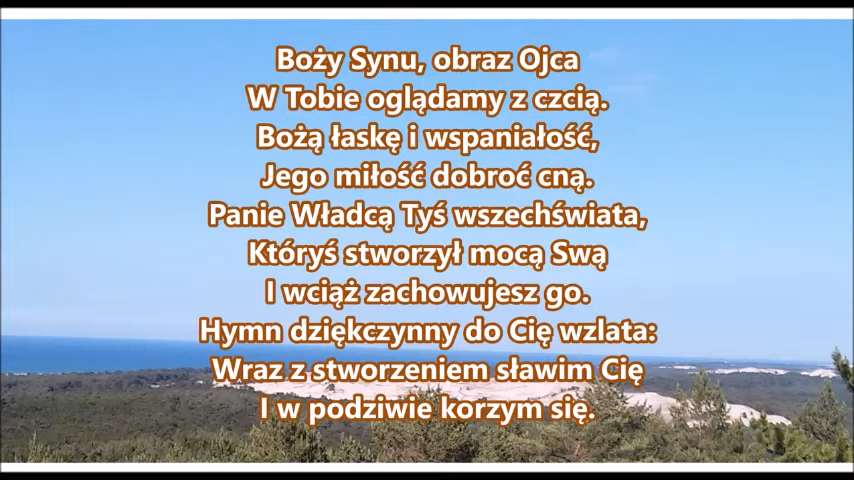 Boży Synu, obraz Ojca
W Tobie oglądamy z czcią.
Bożą łaskę i wspaniałość,
Jego miłość dobroć cną.
Panie Władcą Tyś wszechświata,
Któryś stworzył mocą Swą
I wciąż zachowujesz go.
Hymn dziękczynny do Cię wzlata:
Wraz z stworzeniem sławim Cię
I w podziwie korzym się.